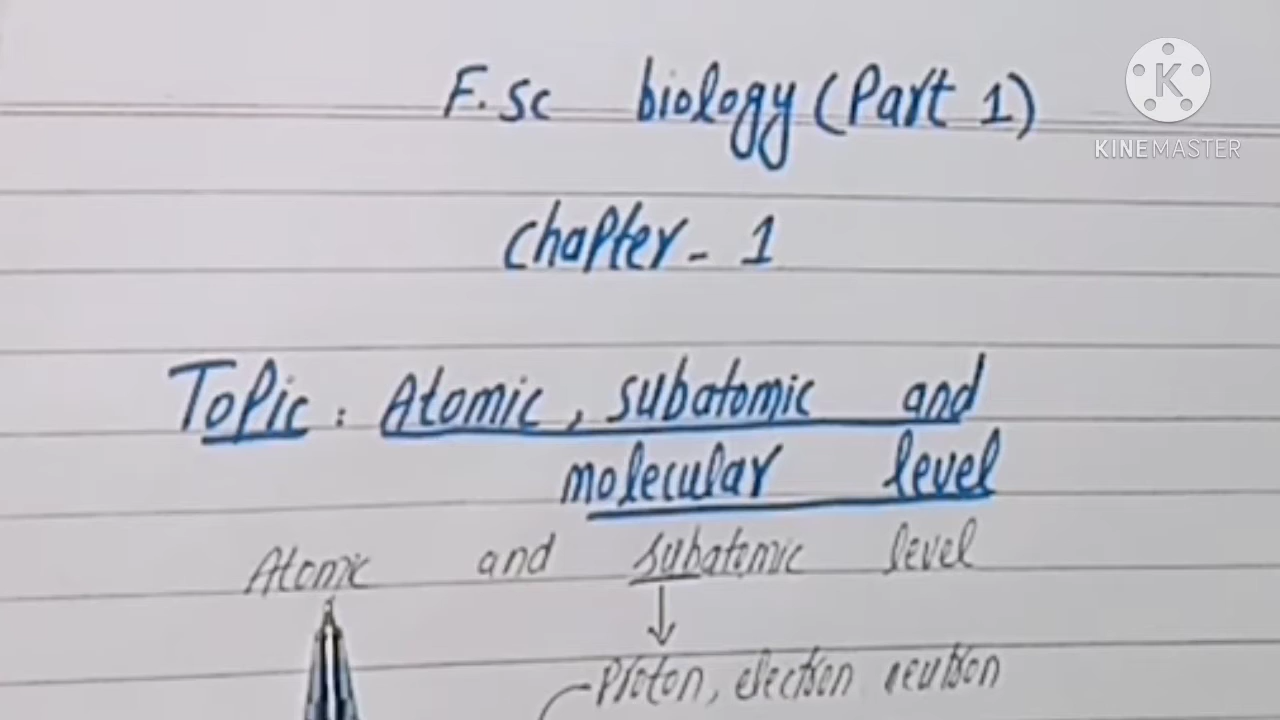 F.sc biology (Part 1)
KINEMASTER
Chapter - 1
Topic : Atomic, subatomic and
molecular level
Atomic and subatomic level
Proton, electron neutron